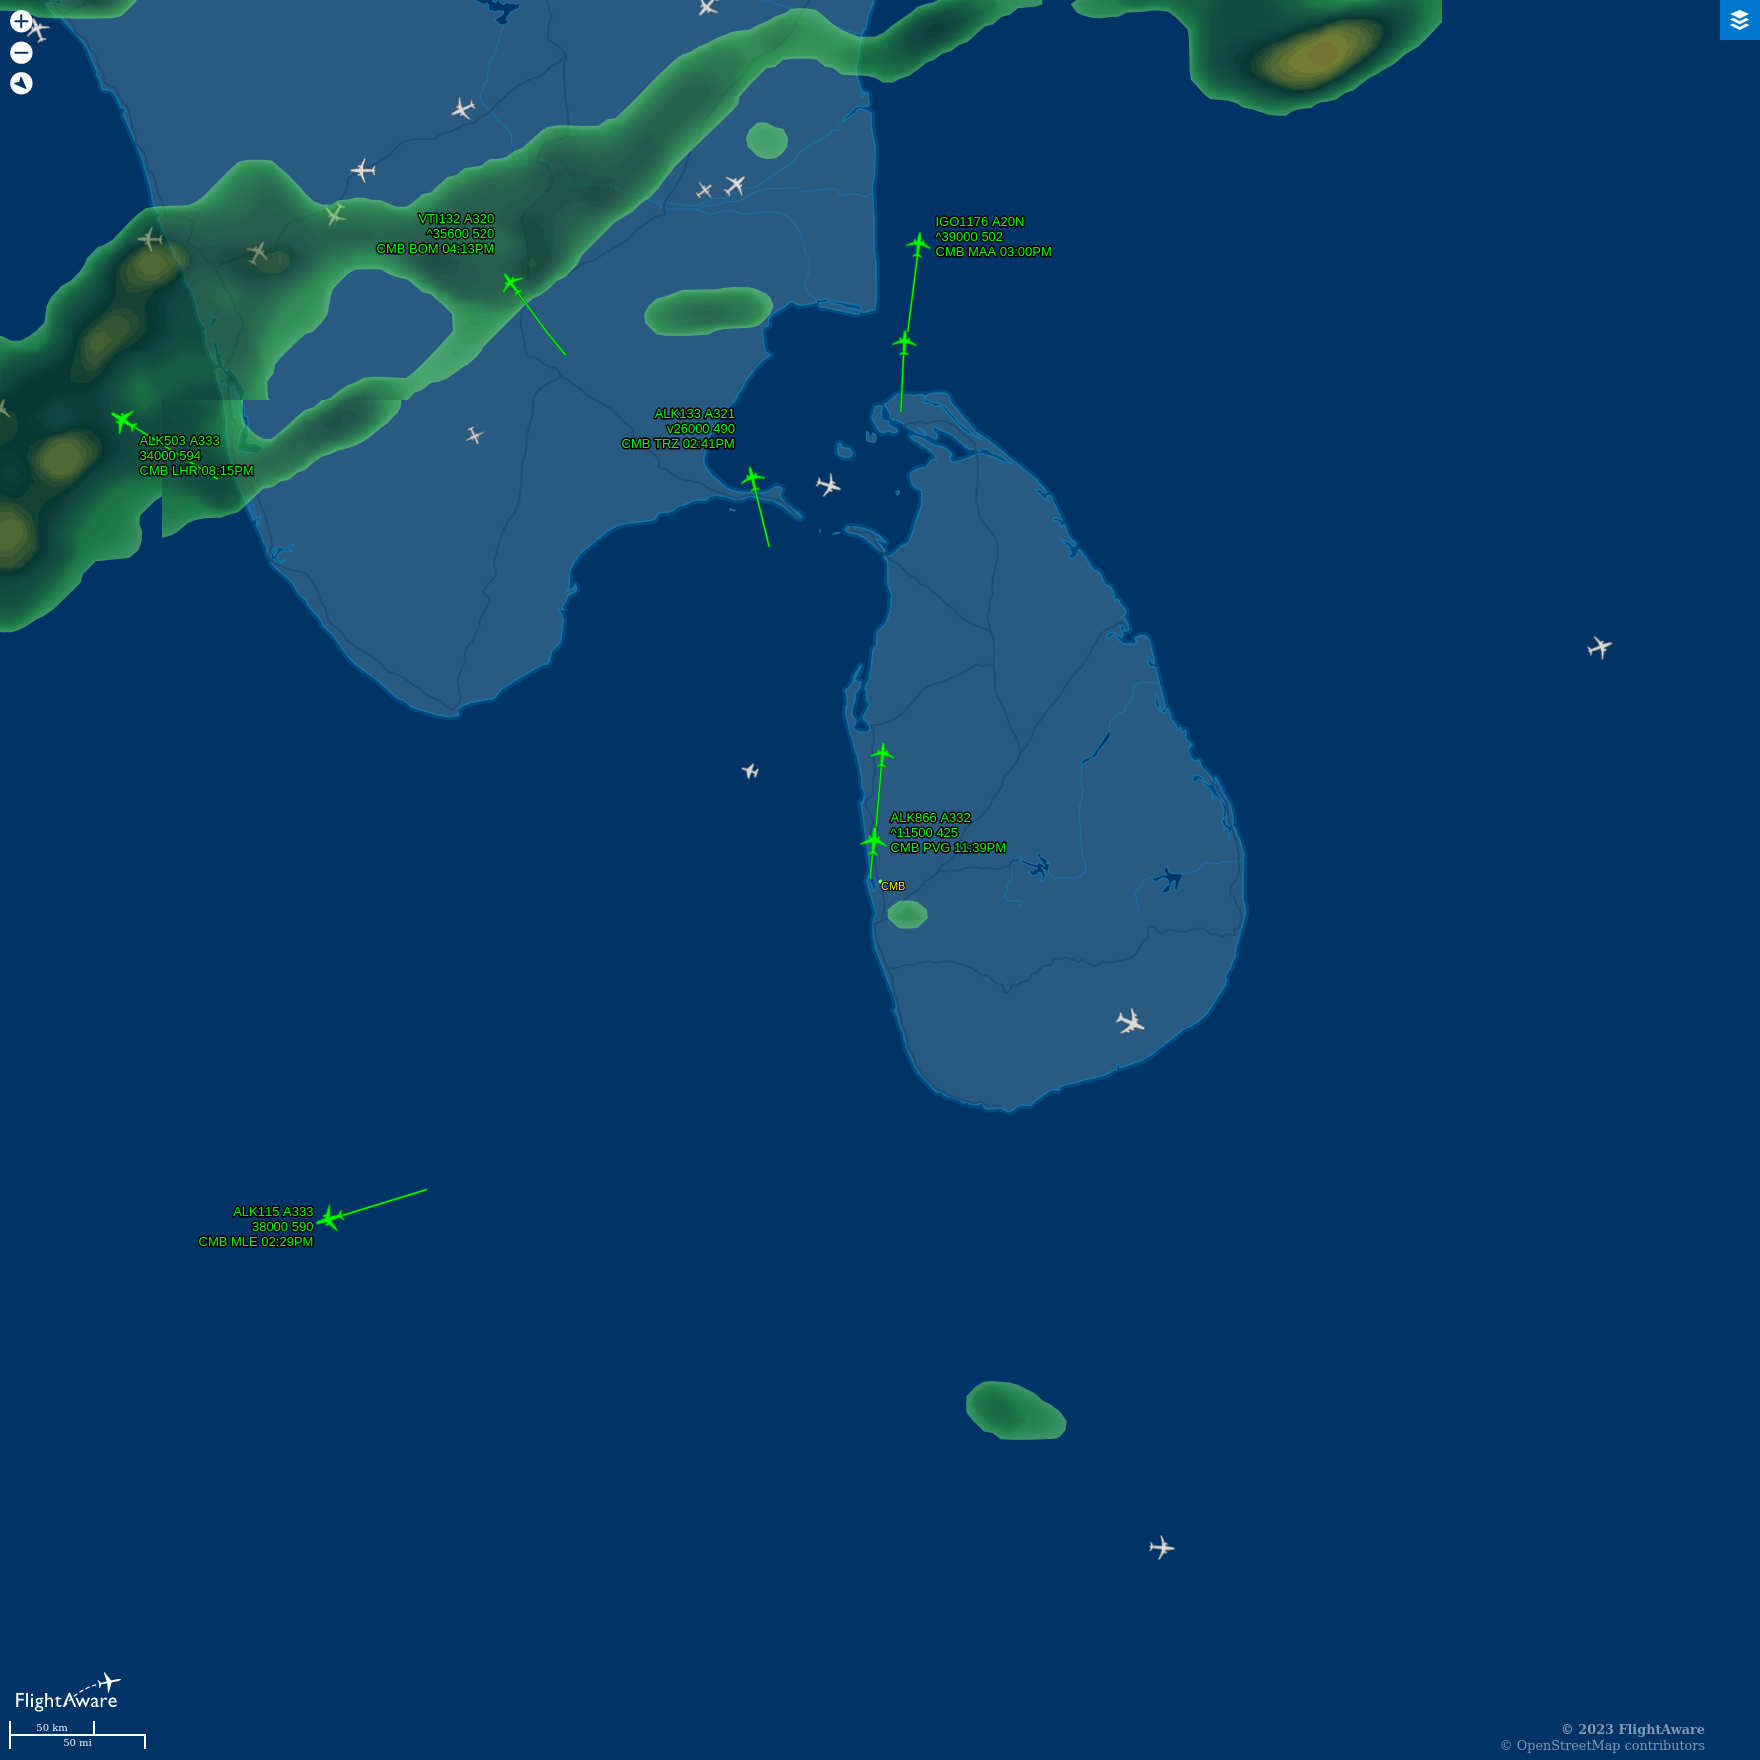 VTI132 A320
^35600 520
CMB BOM 04:13PM
IGO1176 A20N
^39000 502
CMB MAA 03:00PM
ALK133 A321
v26000 490
CMB TRZ 02:41PM
ALK503 A333
34000 594
CMB LHR 08:15PM
ALK866 A332
^11500 425
CMB PVG 11:39PM
CMB
ALK115 A333
38000 590
CMB MLE 02:29PM
FlightAware
50 km
50 mi
© 2023 FlightAware
© OpenStreetMap contributors